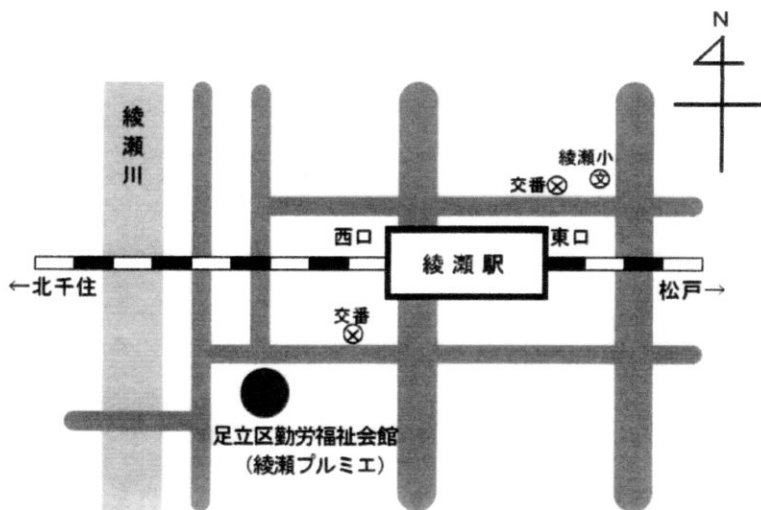 N
綾瀬川
綾瀬小
交番
西口
綾瀬駅
東口
←北千住
松戸→
交番
足立区勤労福祉会館
(綾瀬プルミエ)